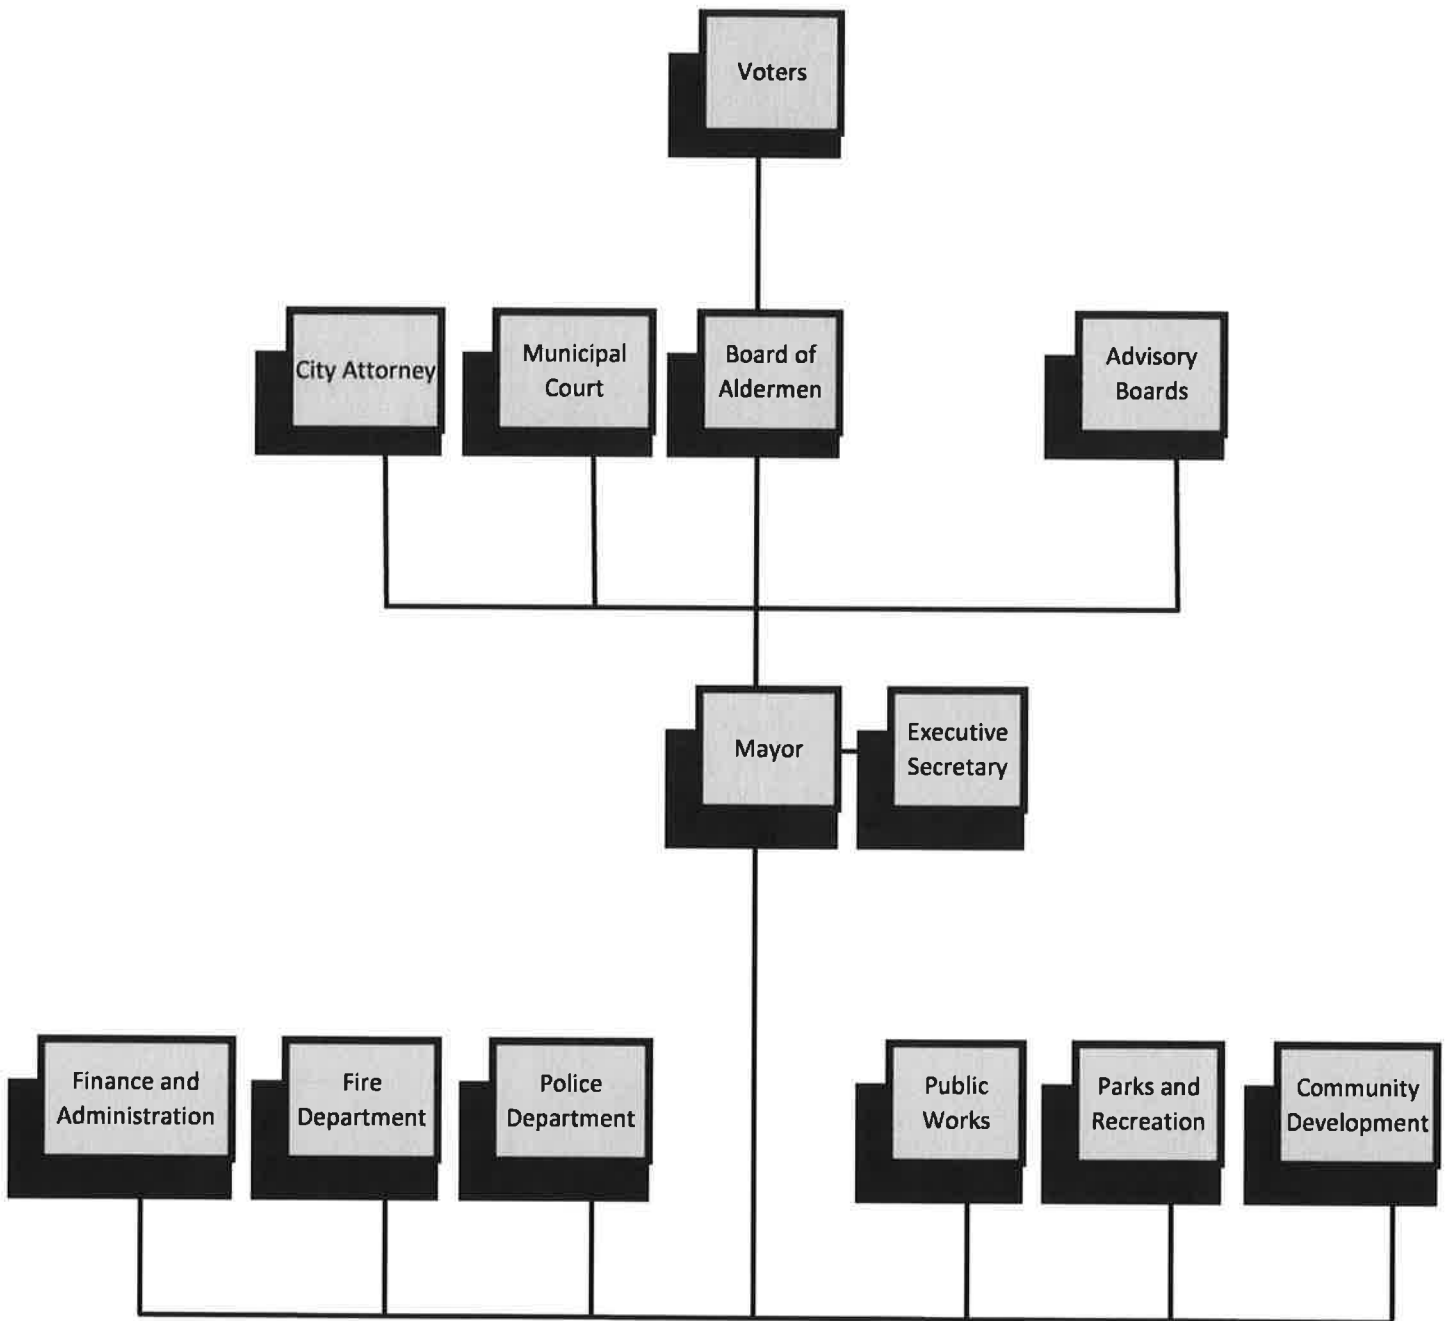 Voters
City Attorney
Municipal
Court
Board of
Aldermen
Advisory
Boards
Mayor
Executive
Secretary
Finance and
Administration
Fire
Department
Police
Department
Public
Works
Parks and
Recreation
Community
Development